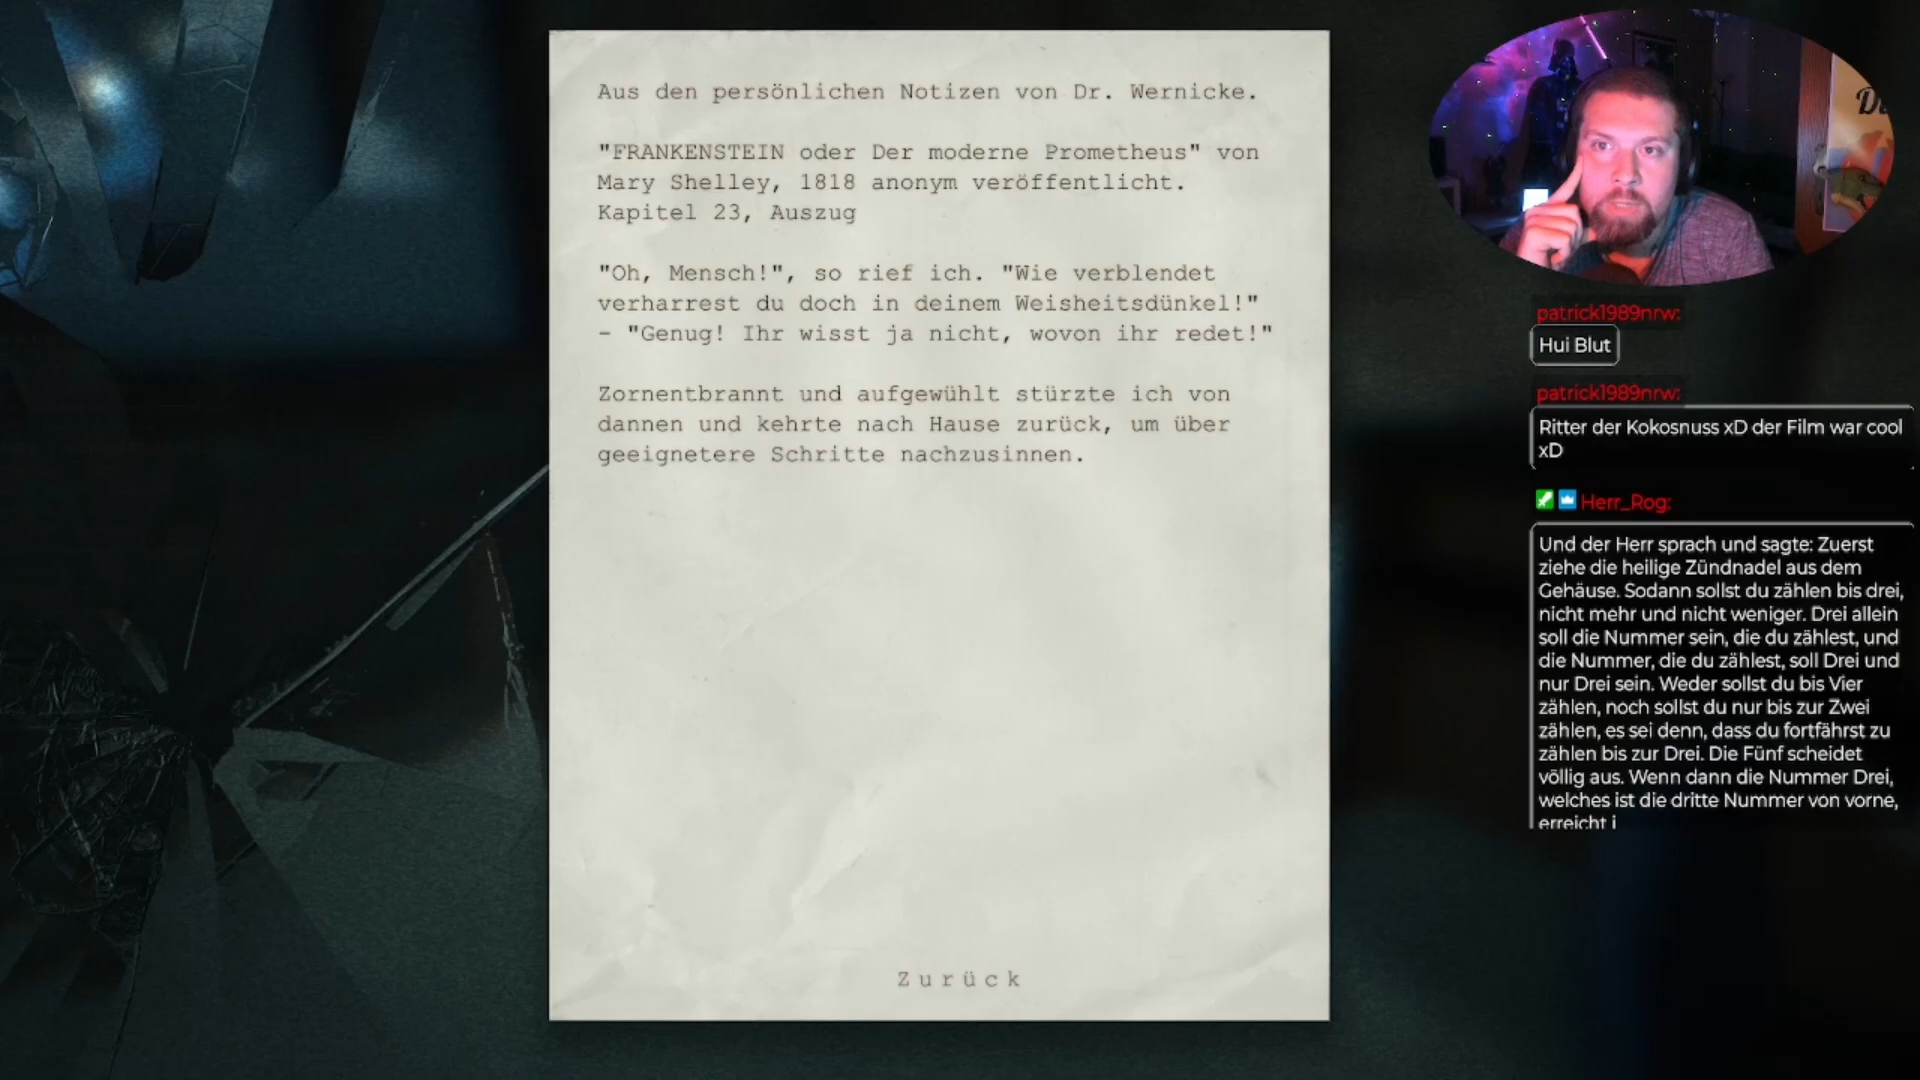 Aus den persönlichen Notizen von Dr. Wernicke.
"FRANKENSTEIN oder Der moderne Prometheus" von
Mary Shelley, 1818 anonym veröffentlicht.
Kapitel 23, Auszug
"Oh, Mensch!", so rief ich. "Wie verblendet
verharrest du doch in deinem Weisheitsdünkel!"
- "Genug! Ihr wisst ja nicht, wovon ihr redet!"
Zornentbrannt und aufgewühlt stürzte ich von
dannen und kehrte nach Hause zurück, um über
geeignetere Schritte nachzusinnen.
Zurück
patrick1989nrw:
Hui Blut
patrick1989nrw:
Ritter der Kokosnuss xD der Film war cool
xD
Herr_Rog:
Und der Herr sprach und sagte: Zuerst
ziehe die heilige Zündnadel aus dem
Gehäuse. Sodann sollst du zählen bis drei,
nicht mehr und nicht weniger. Drei allein
soll die Nummer sein, die du zählest, und
die Nummer, die du zählest, soll Drei und
nur Drei sein. Weder sollst du bis Vier
zählen, noch sollst du nur bis zur Zwei
zählen, es sei denn, dass du fortfährst zu
zählen bis zur Drei. Die Fünf scheidet
völlig aus. Wenn dann die Nummer Drei,
welches ist die dritte Nummer von vorne,
erreicht i